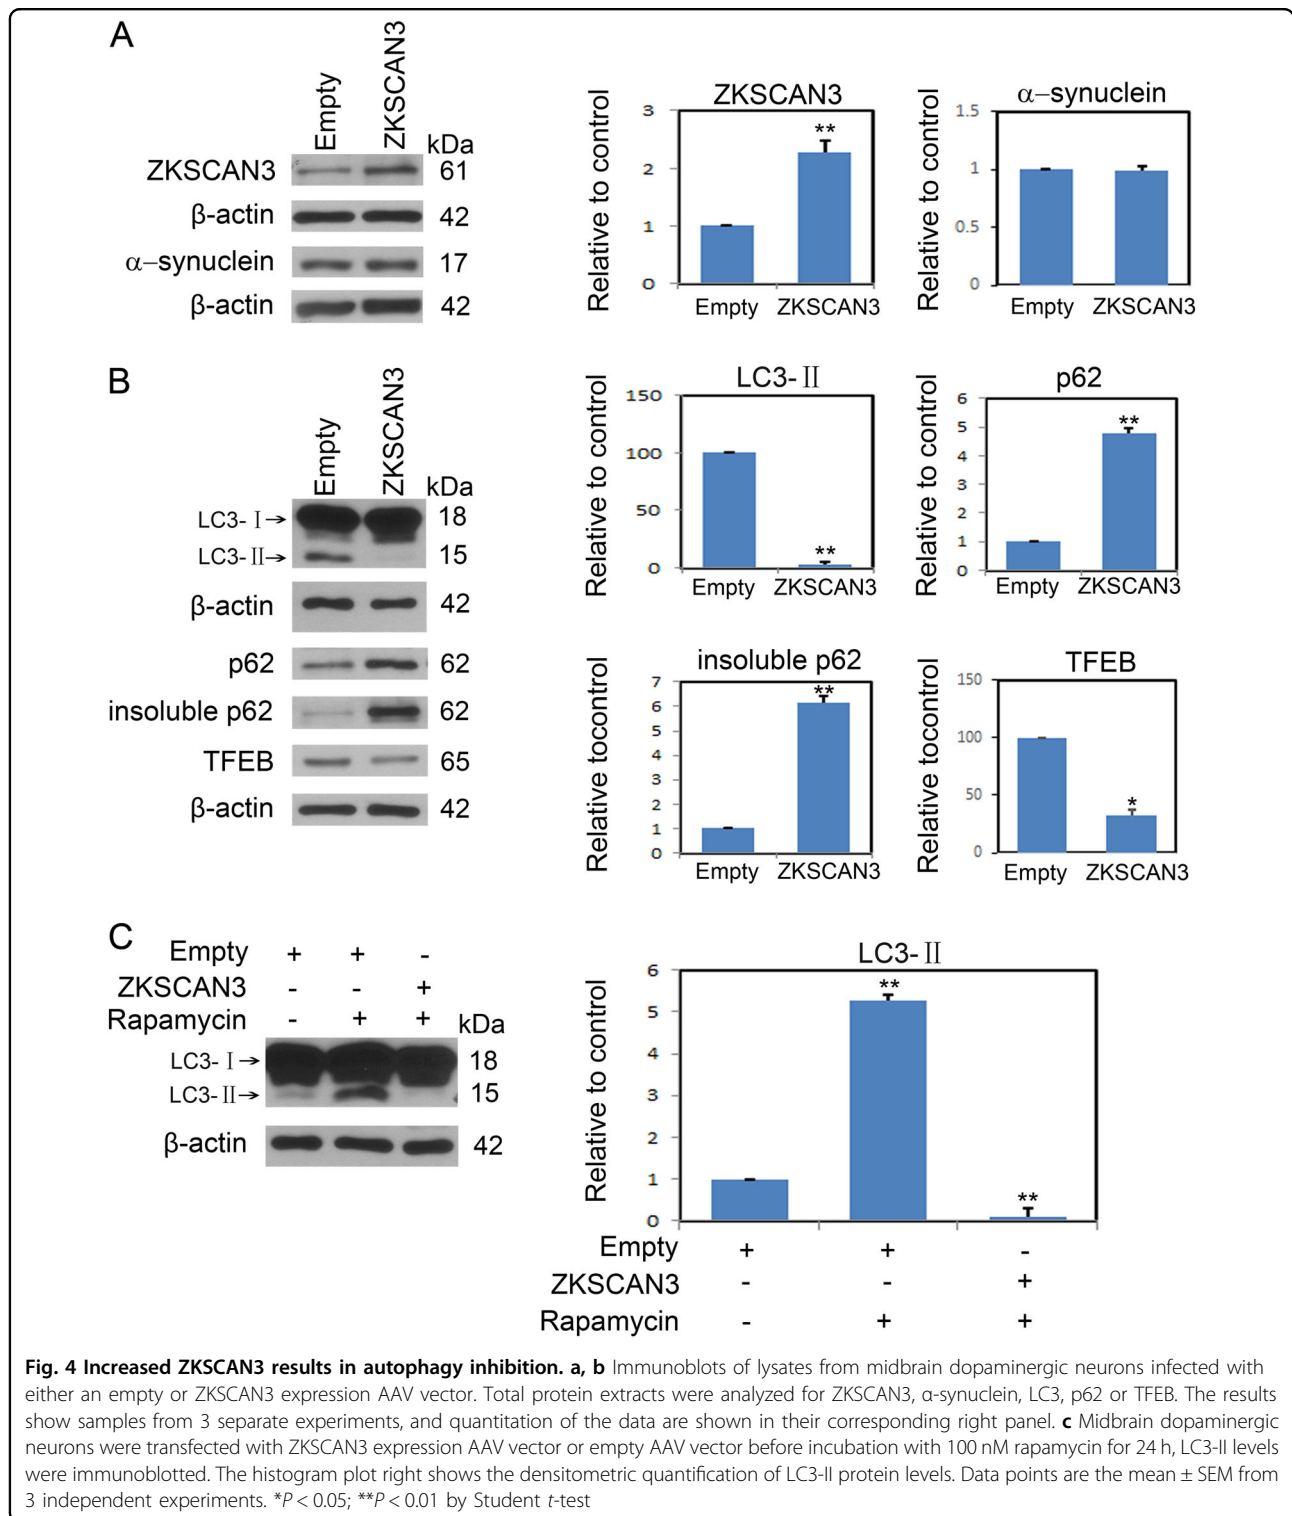 A
Empty
ZKSCAN3
kDa
ZKSCAN3 61
β-actin 42
α–synuclein 17
β-actin 42
ZKSCAN3
Relative to control
3
2
1
0
**
Empty ZKSCAN3
α–synuclein
Relative to control
1.5
1
0.5
0
Empty ZKSCAN3
B
Empty
ZKSCAN3
kDa
LC3- Ⅰ→ 18
LC3- Ⅱ→ 15
β-actin 42
p62 62
insoluble p62 62
TFEB 65
β-actin 42
LC3- Ⅱ
Relative to control
150
100
50
0
**
Empty ZKSCAN3
p62
Relative to control
6
5
4
3
2
1
0
**
Empty ZKSCAN3
insoluble p62
Relative tocontrol
7
6
5
4
3
2
1
0
**
Empty ZKSCAN3
TFEB
Relative tocontrol
150
100
50
0
*
Empty ZKSCAN3
C
Empty + + -
ZKSCAN3 - - +
Rapamycin - + + kDa
LC3- Ⅰ→ 18
LC3- Ⅱ→ 15
β-actin 42
LC3- Ⅱ
Relative to control
6
5
4
3
2
1
0
**
**
Empty + + -
ZKSCAN3 - - +
Rapamycin - + +
Fig. 4 Increased ZKSCAN3 results in autophagy inhibition. a, b Immunoblots of lysates from midbrain dopaminergic neurons infected with
either an empty or ZKSCAN3 expression AAV vector. Total protein extracts were analyzed for ZKSCAN3, α-synuclein, LC3, p62 or TFEB. The results
show samples from 3 separate experiments, and quantitation of the data are shown in their corresponding right panel. c Midbrain dopaminergic
neurons were transfected with ZKSCAN3 expression AAV vector or empty AAV vector before incubation with 100 nM rapamycin for 24 h, LC3-II levels
were immunoblotted. The histogram plot right shows the densitometric quantification of LC3-II protein levels. Data points are the mean ± SEM from
3 independent experiments. *P < 0.05; **P < 0.01 by Student t-test